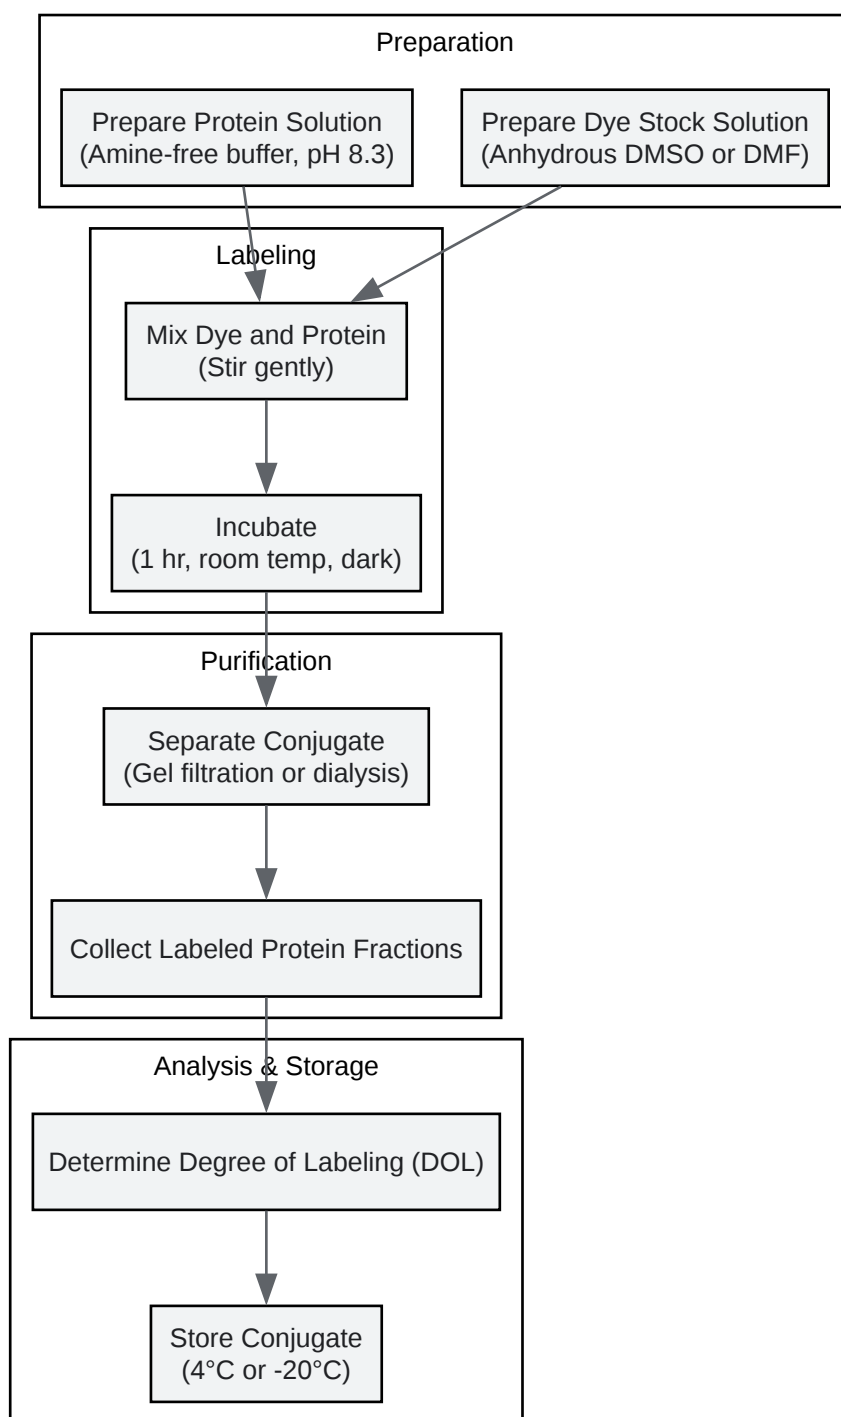 Preparation
Prepare Protein Solution
(Amine-free buffer, pH 8.3)
Prepare Dye Stock Solution
(Anhydrous DMSO or DMF)
Labeling
Mix Dye and Protein
(Stir gently)
Incubate
(1 hr, room temp, dark)
Purification
Separate Conjugate
(Gel filtration or dialysis)
Collect Labeled Protein Fractions
Analysis & Storage
Determine Degree of Labeling (DOL)
Store Conjugate
(4°C or -20°C)